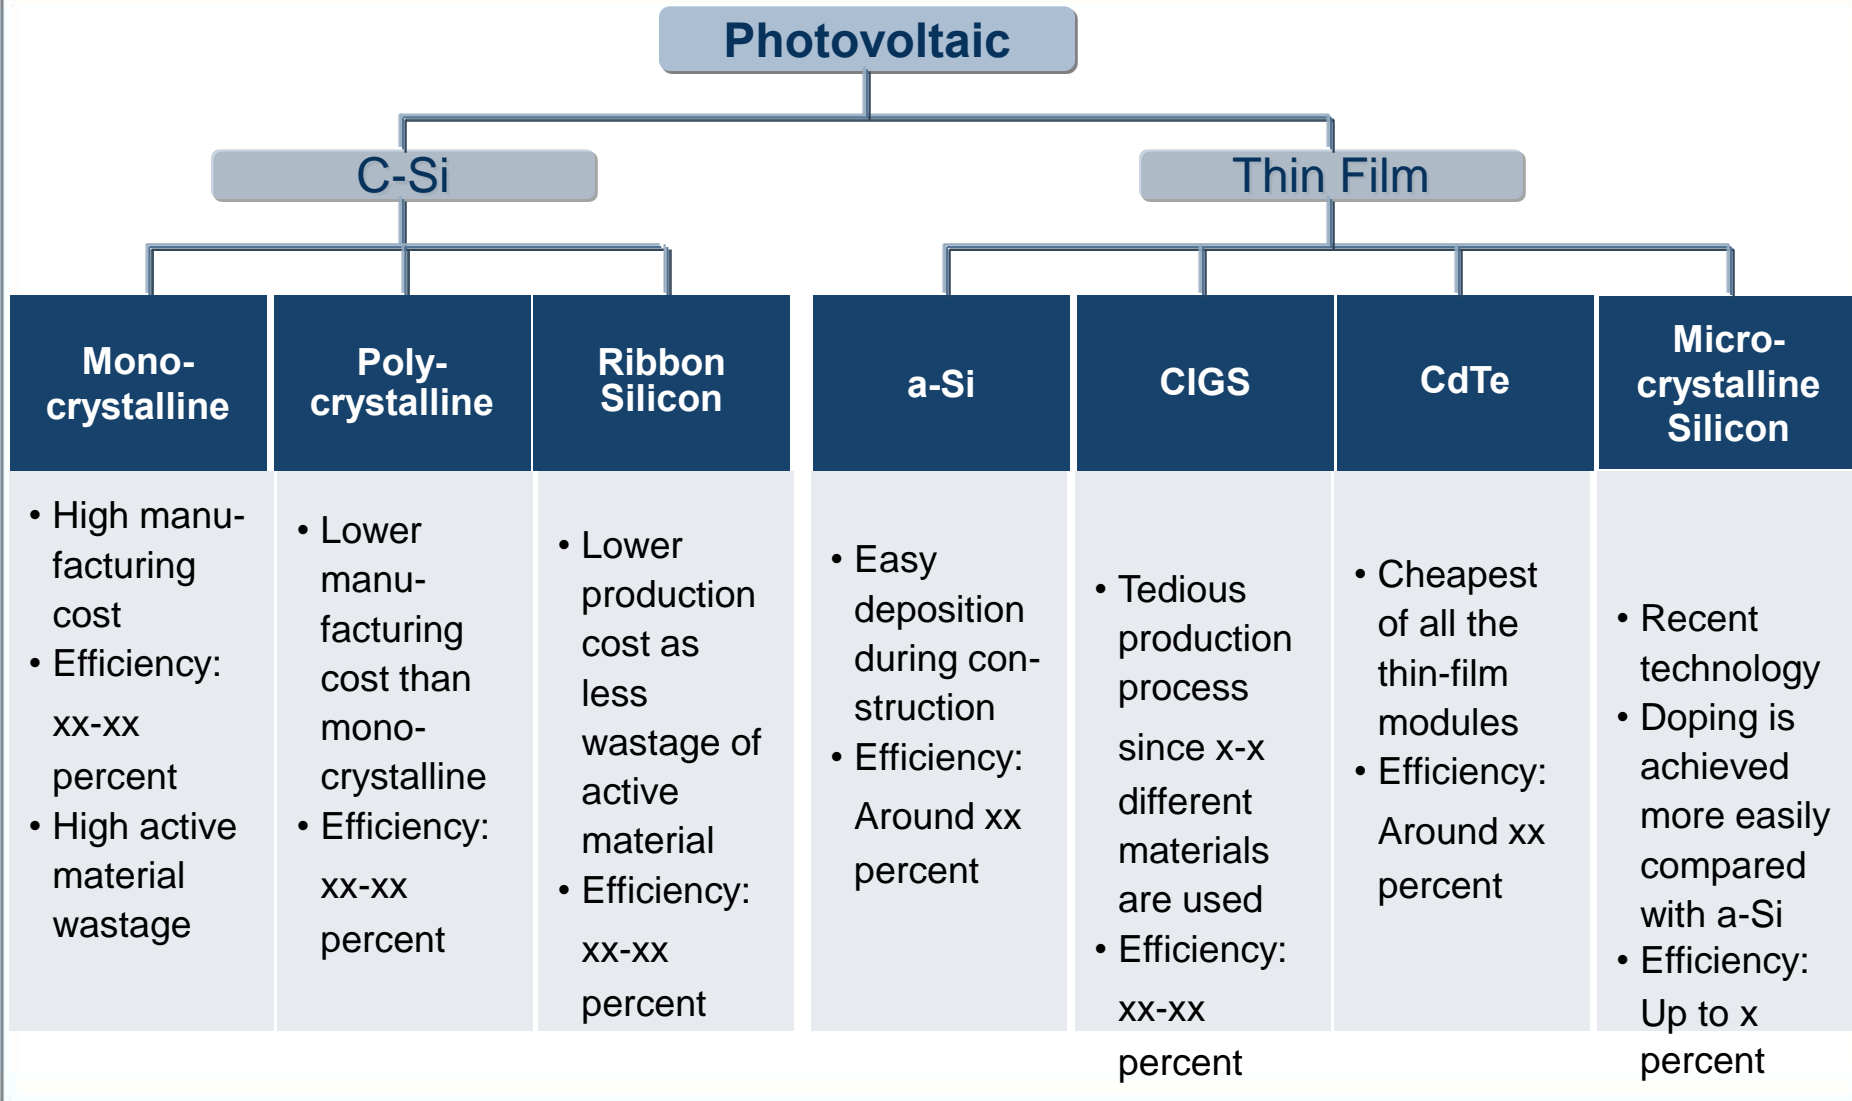 Photovoltaic
C-Si
Thin Film
Mono-
crystalline
Poly-
crystalline
Ribbon
Silicon
a-Si
CIGS
CdTe
Micro-
crystalline
Silicon
• High manu-
facturing
cost
• Efficiency:
xx-xx
percent
• High active
material
wastage
• Lower
manu-
facturing
cost than
mono-
crystalline
• Efficiency:
xx-xx
percent
• Lower
production
cost as
less
wastage of
active
material
• Efficiency:
xx-xx
percent
• Easy
deposition
during con-
struction
• Efficiency:
Around xx
percent
• Tedious
production
process
since x-x
different
materials
are used
• Efficiency:
xx-xx
percent
• Cheapest
of all the
thin-film
modules
• Efficiency:
Around xx
percent
• Recent
technology
• Doping is
achieved
more easily
compared
with a-Si
• Efficiency:
Up to x
percent